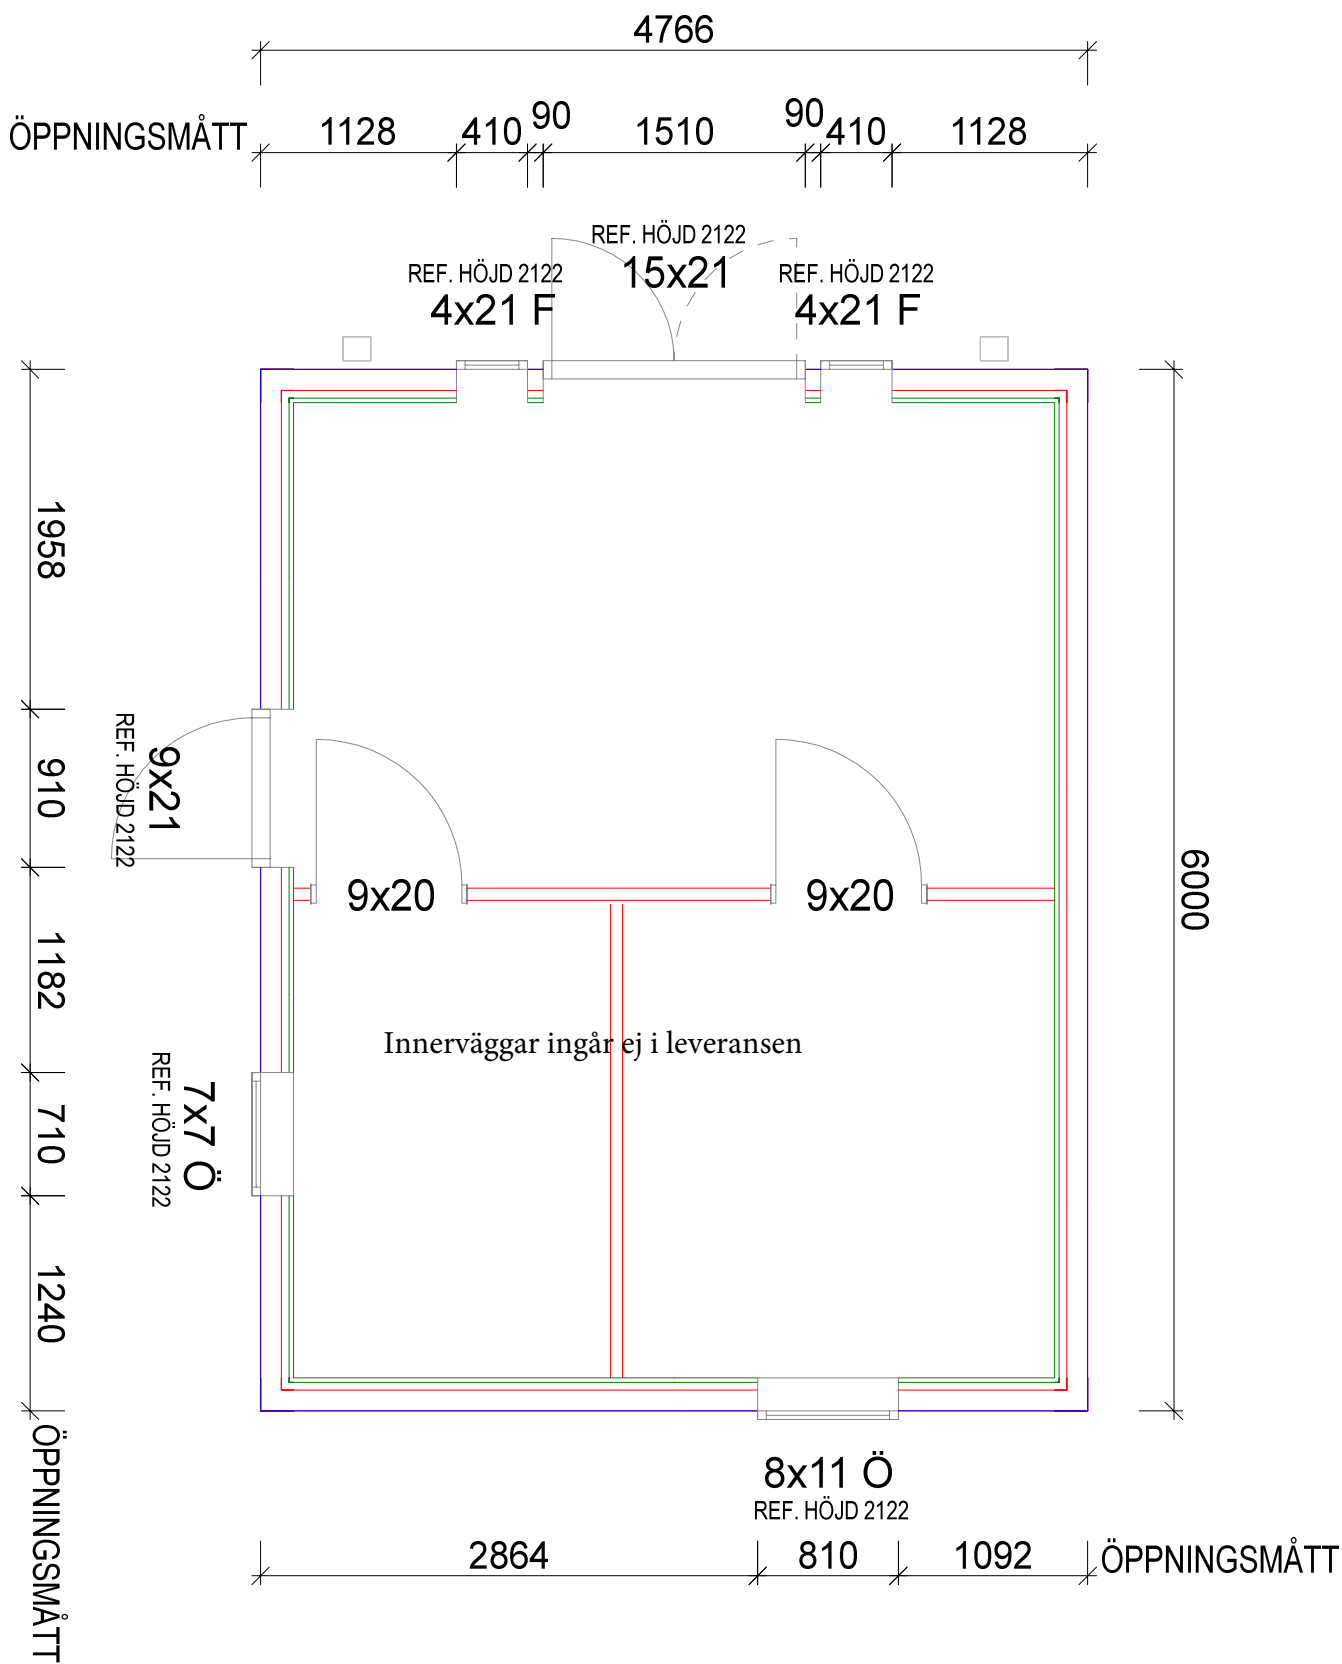 4766
ÖPPNINGSMÅTT 1128 410 90 1510 90 410 1128
REF. HÖJD 2122
15x21
REF. HÖJD 2122
4x21 F
REF. HÖJD 2122
4x21 F
1958
910
1182
710
1240
ÖPPNINGSMÅTT
9x21
REF. HÖJD 2122
7x7 Ö
REF. HÖJD 2122
9x20
9x20
6000
Innerväggar ingår ej i leveransen
8x11 Ö
REF. HÖJD 2122
2864 810 1092 ÖPPNINGSMÅTT